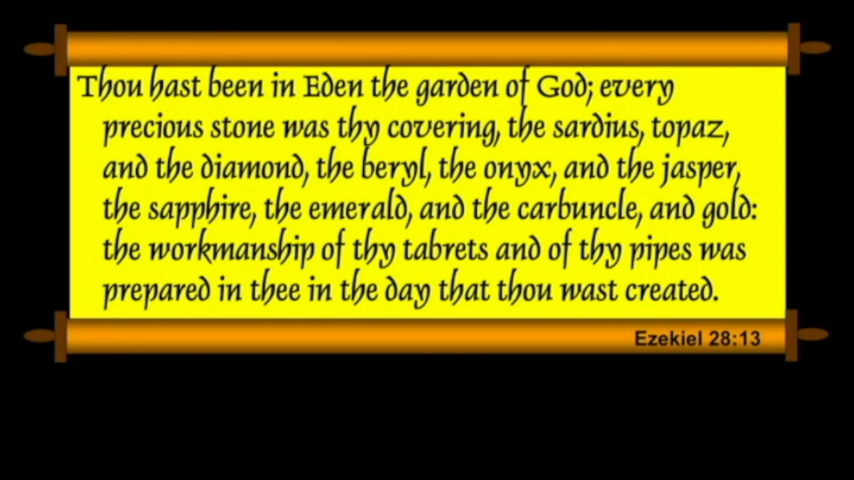 Thou hast been in Eden the garden of God; every
precious stone was thy covering, the sardius, topaz,
and the diamond, the beryl, the onyx, and the jasper,
the sapphire, the emerald, and the carbuncle, and gold:
the workmanship of thy tabrets and of thy pipes was
prepared in thee in the day that thou wast created.
Ezekiel 28:13